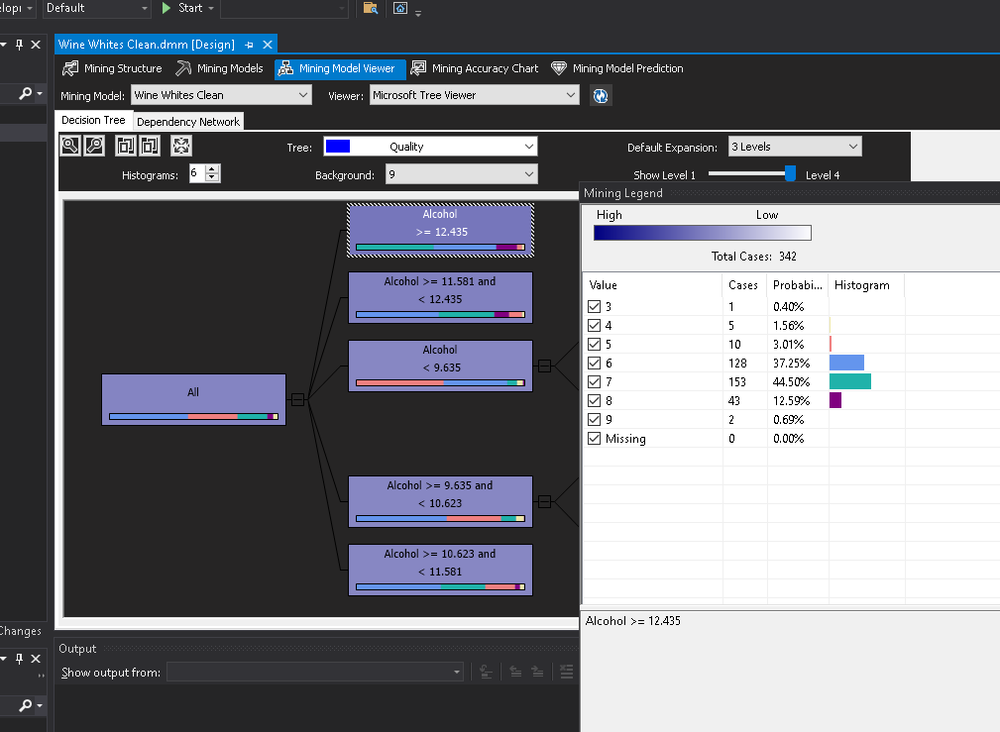 elopi
Default
Start
Wine Whites Clean.dmm [Design]
Mining Structure
Mining Models
Mining Model Viewer
Mining Accuracy Chart
Mining Model Prediction
Mining Model:
Wine Whites Clean
Viewer:
Microsoft Tree Viewer
Decision Tree
Dependency Network
Tree:
Quality
Default Expansion:
3 Levels
Histograms:
6
Background:
9
Show Level 1
Level 4
All
Alcohol
>= 12.435
Alcohol >= 11.581 and
< 12.435
Alcohol
< 9.635
Alcohol >= 9.635 and
< 10.623
Alcohol >= 10.623 and
< 11.581
Mining Legend
High
Low
Total Cases: 342
Value Cases Probabi... Histogram
3 1 0.40%
4 5 1.56%
5 10 3.01%
6 128 37.25%
7 153 44.50%
8 43 12.59%
9 2 0.69%
Missing 0 0.00%
Alcohol >= 12.435
Changes
Output
Show output from: